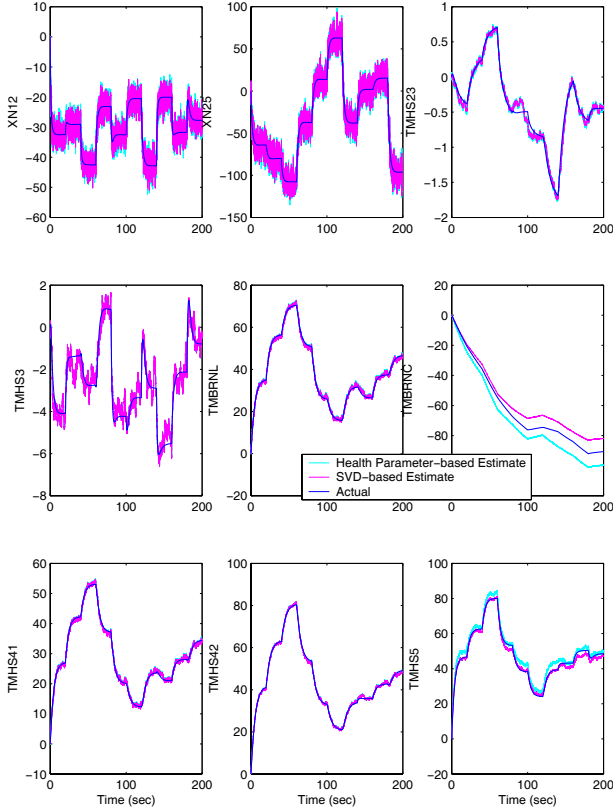 10
0
−10
−20
−30
−40
−50
−60
XN12
0 100 200
100
50
0
−50
−100
−150
XN25
0 100 200
1
0.5
0
−0.5
−1
−1.5
−2
TMHS23
0 100 200
2
0
−2
−4
−6
−8
TMHS3
0 100 200
80
60
40
20
0
−20
TMBRNL
0 100 200
20
0
−20
−40
−60
−80
TMBRNC
0 100 200
Health Parameter−based Estimate
SVD−based Estimate
Actual
60
50
40
30
20
10
0
−10
TMHS41
0 100 200
Time (sec)
100
80
60
40
20
0
TMHS42
0 100 200
Time (sec)
100
80
60
40
20
0
−20
TMHS5
0 100 200
Time (sec)